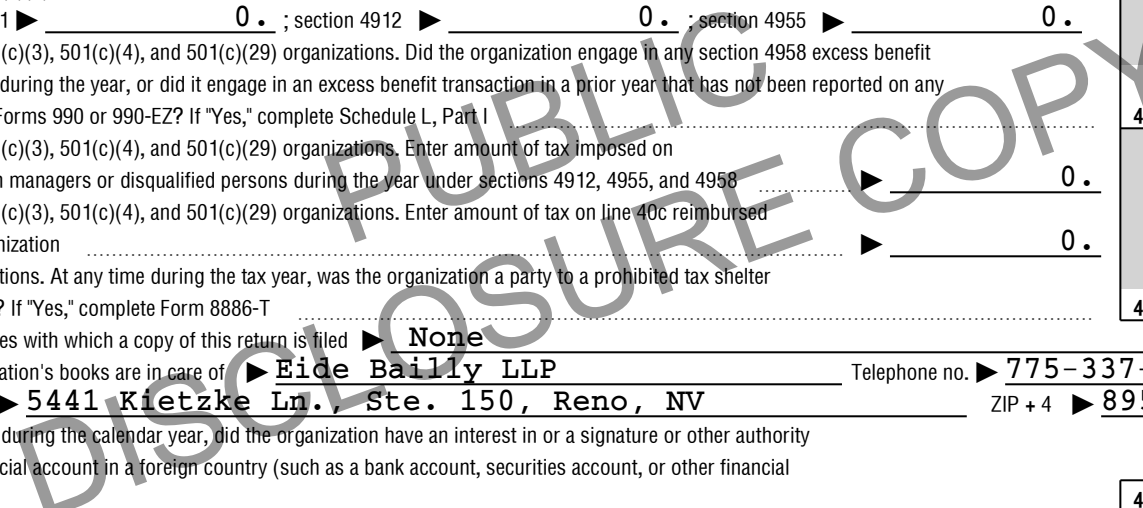 1 ▶ 0. ; section 4912 ▶ 0. ; section 4955 ▶ 0.
(c)(3), 501(c)(4), and 501(c)(29) organizations. Did the organization engage in any section 4958 excess benefit
during the year, or did it engage in an excess benefit transaction in a prior year that has not been reported on any
Forms 990 or 990-EZ? If "Yes," complete Schedule L, Part I 4
(c)(3), 501(c)(4), and 501(c)(29) organizations. Enter amount of tax imposed on
managers or disqualified persons during the year under sections 4912, 4955, and 4958 ▶ 0.
(c)(3), 501(c)(4), and 501(c)(29) organizations. Enter amount of tax on line 40c reimbursed
nization ▶ 0.
tions. At any time during the tax year, was the organization a party to a prohibited tax shelter
? If "Yes," complete Form 8886-T 4
es with which a copy of this return is filed ▶ None
ation's books are in care of ▶ Eide Bailly LLP Telephone no. ▶ 775-337-
▶ 5441 Kietzke Ln., Ste. 150, Reno, NV ZIP + 4 ▶ 895
during the calendar year, did the organization have an interest in or a signature or other authority
cial account in a foreign country (such as a bank account, securities account, or other financial
4
PUBLIC
DISCLOSURE COPY